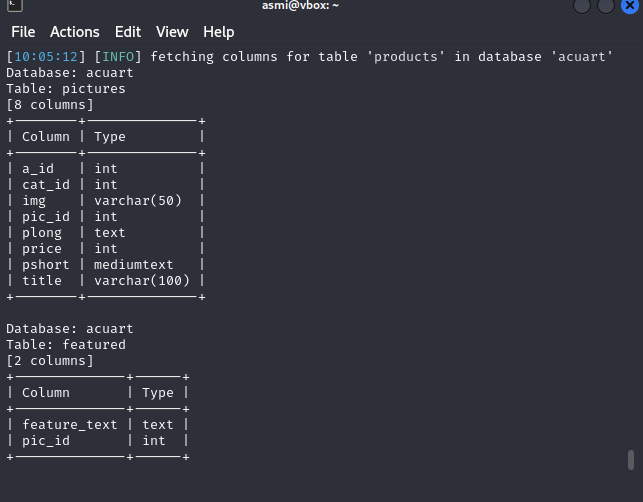 asmi@vbox: ~
File Actions Edit View Help
[10:05:12] [INFO] fetching columns for table 'products' in database 'acuart'
Database: acuart
Table: pictures
[8 columns]
+--------+--------------+
| Column | Type         |
+--------+--------------+
| a_id   | int          |
| cat_id | int          |
| img    | varchar(50)  |
| pic_id | int          |
| plong  | text         |
| price  | int          |
| pshort | mediumtext   |
| title  | varchar(100) |
+--------+--------------+
Database: acuart
Table: featured
[2 columns]
+--------------+------+
| Column       | Type |
+--------------+------+
| feature_text | text |
| pic_id       | int  |
+--------------+------+